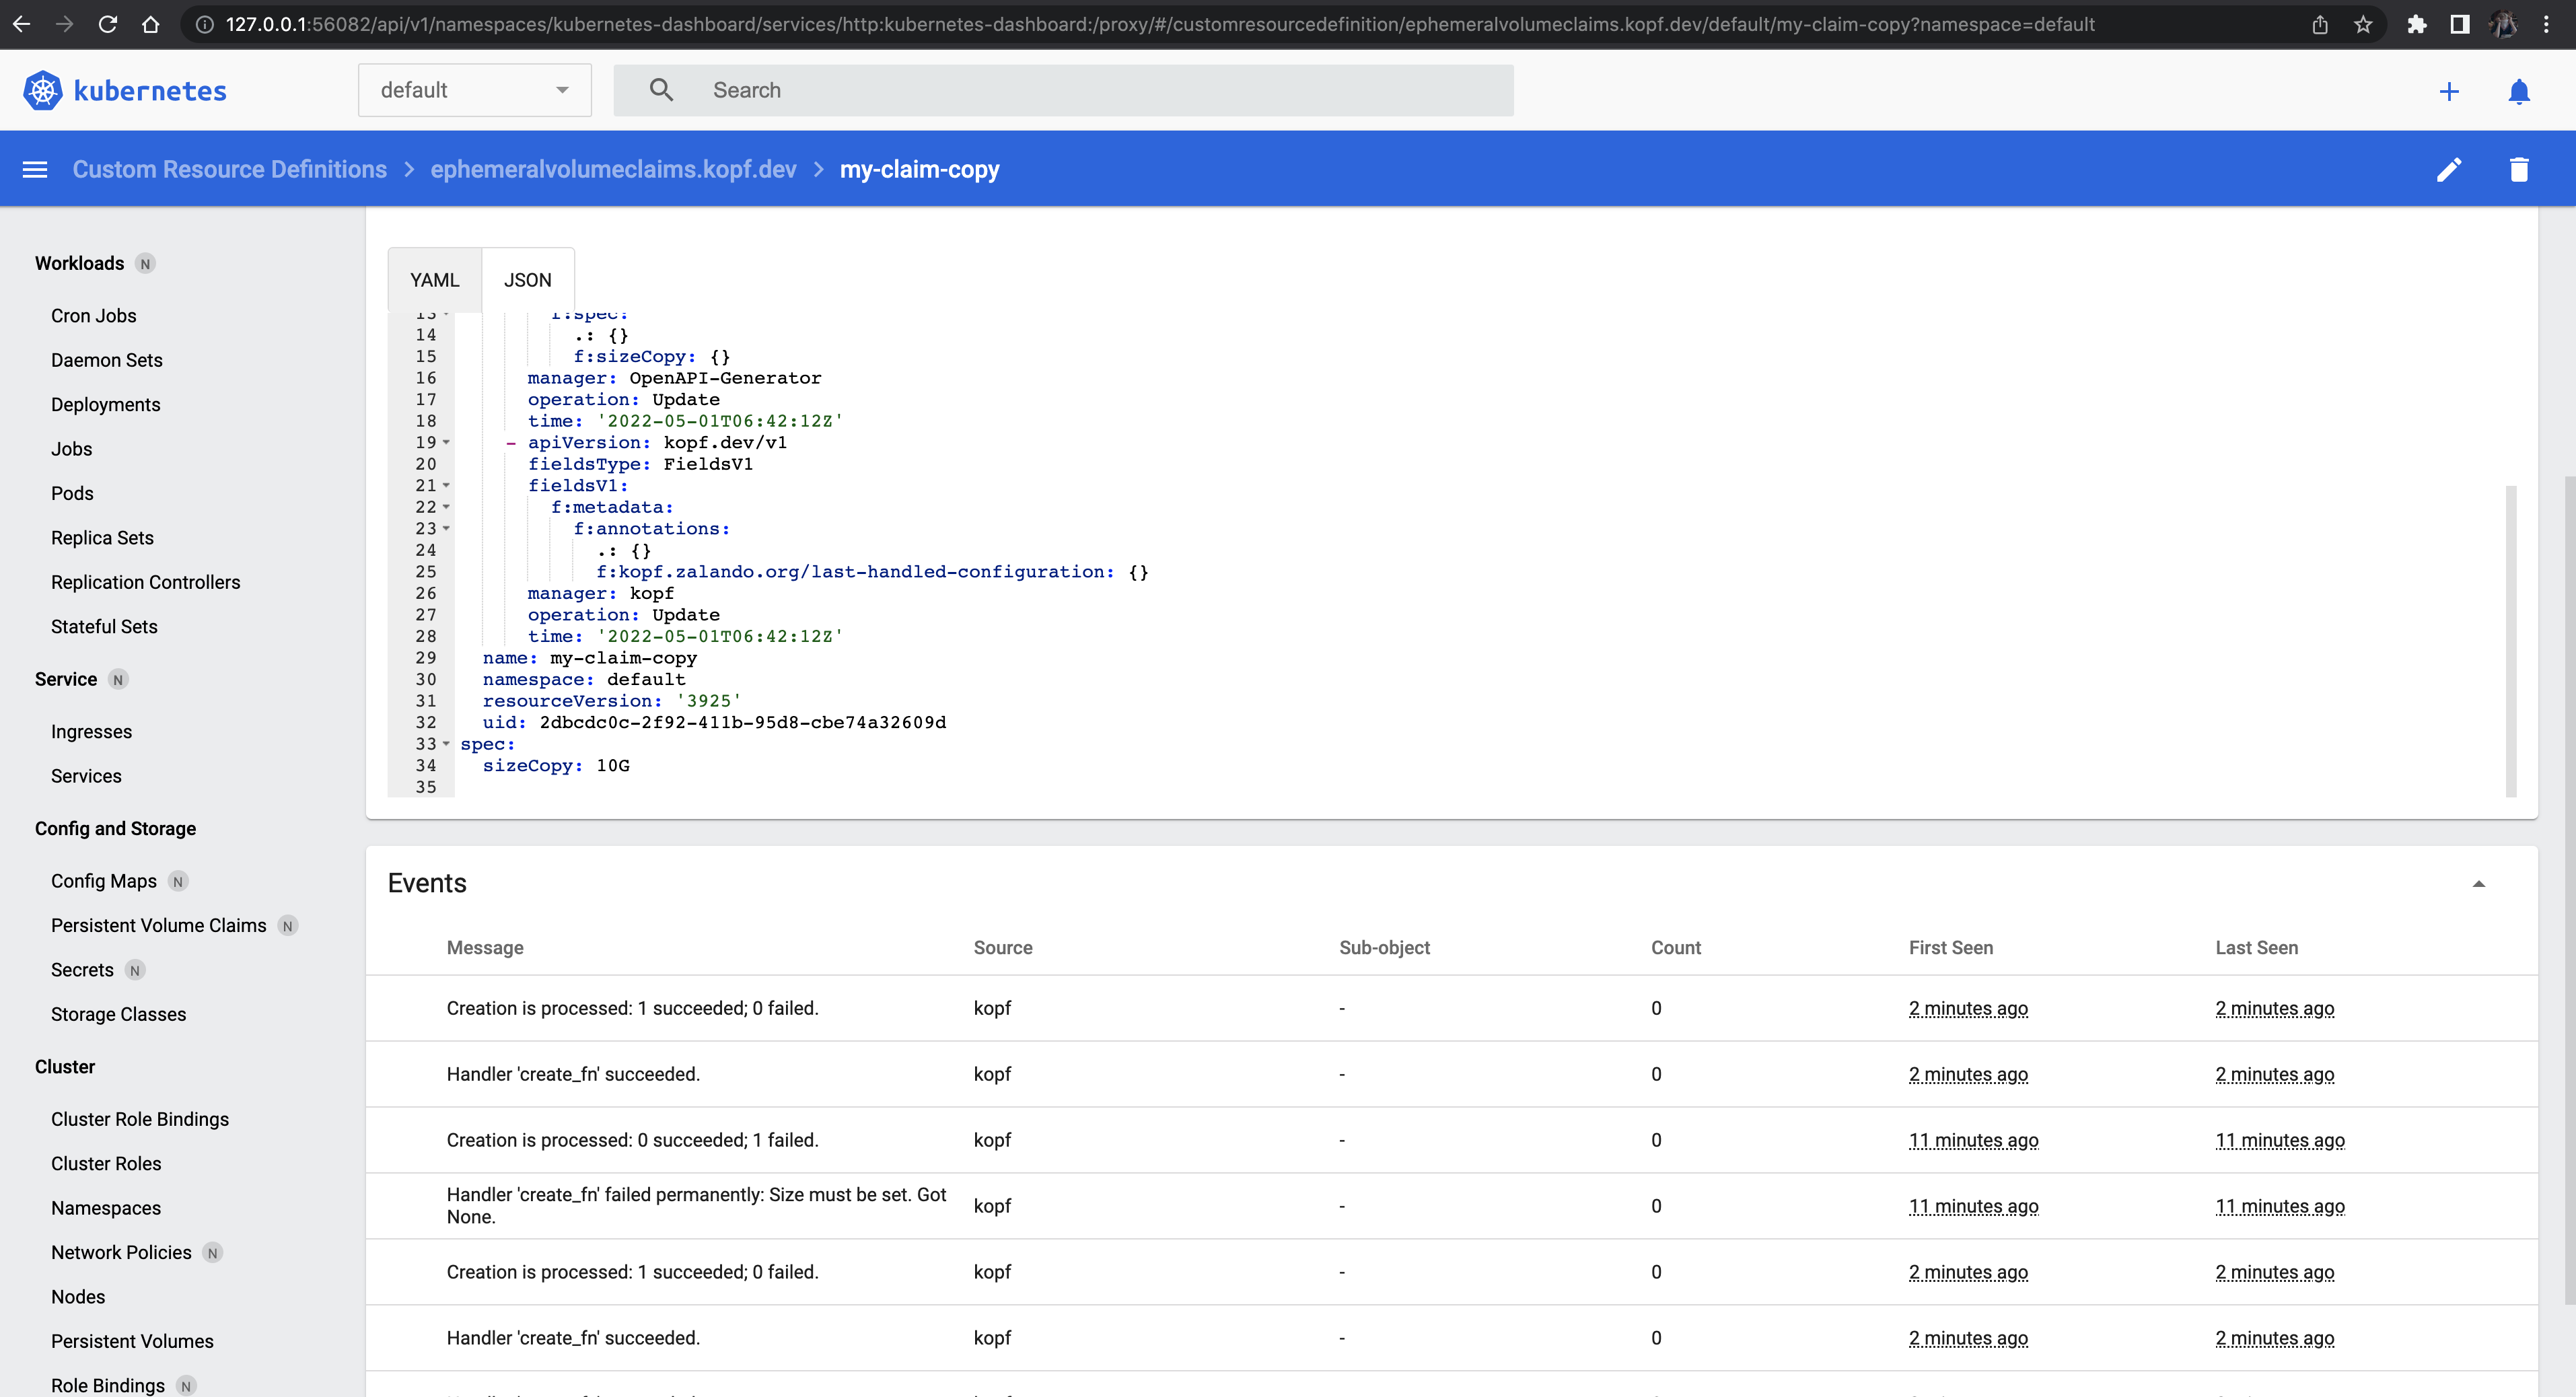 127.0.0.1:56082/api/v1/namespaces/kubernetes-dashboard/services/http:kubernetes-dashboard:/proxy/#/customresourcedefinition/ephemeralvolumeclaims.kopf.dev/default/my-claim-copy?namespace=default
kubernetes
default
Search
Custom Resource Definitions > ephemeralvolumeclaims.kopf.dev > my-claim-copy
Workloads N
Cron Jobs
Daemon Sets
Deployments
Jobs
Pods
Replica Sets
Replication Controllers
Stateful Sets
Service N
Ingresses
Services
Config and Storage
Config Maps N
Persistent Volume Claims N
Secrets N
Storage Classes
Cluster
Cluster Role Bindings
Cluster Roles
Namespaces
Network Policies N
Nodes
Persistent Volumes
Role Bindings N
YAML JSON
13 f:spec:
14 .: {}
15 f:sizeCopy: {}
16 manager: OpenAPI-Generator
17 operation: Update
18 time: '2022-05-01T06:42:12Z'
19 - apiVersion: kopf.dev/v1
20 fieldsType: FieldsV1
21 fieldsV1:
22 f:metadata:
23 f:annotations:
24 .: {}
25 f:kopf.zalando.org/last-handled-configuration: {}
26 manager: kopf
27 operation: Update
28 time: '2022-05-01T06:42:12Z'
29 name: my-claim-copy
30 namespace: default
31 resourceVersion: '3925'
32 uid: 2dbcdc0c-2f92-411b-95d8-cbe74a32609d
33 spec:
34 sizeCopy: 10G
35
Events
Message Source Sub-object Count First Seen Last Seen
Creation is processed: 1 succeeded; 0 failed. kopf - 0 2 minutes ago 2 minutes ago
Handler 'create_fn' succeeded. kopf - 0 2 minutes ago 2 minutes ago
Creation is processed: 0 succeeded; 1 failed. kopf - 0 11 minutes ago 11 minutes ago
Handler 'create_fn' failed permanently: Size must be set. Got
None. kopf - 0 11 minutes ago 11 minutes ago
Creation is processed: 1 succeeded; 0 failed. kopf - 0 2 minutes ago 2 minutes ago
Handler 'create_fn' succeeded. kopf - 0 2 minutes ago 2 minutes ago